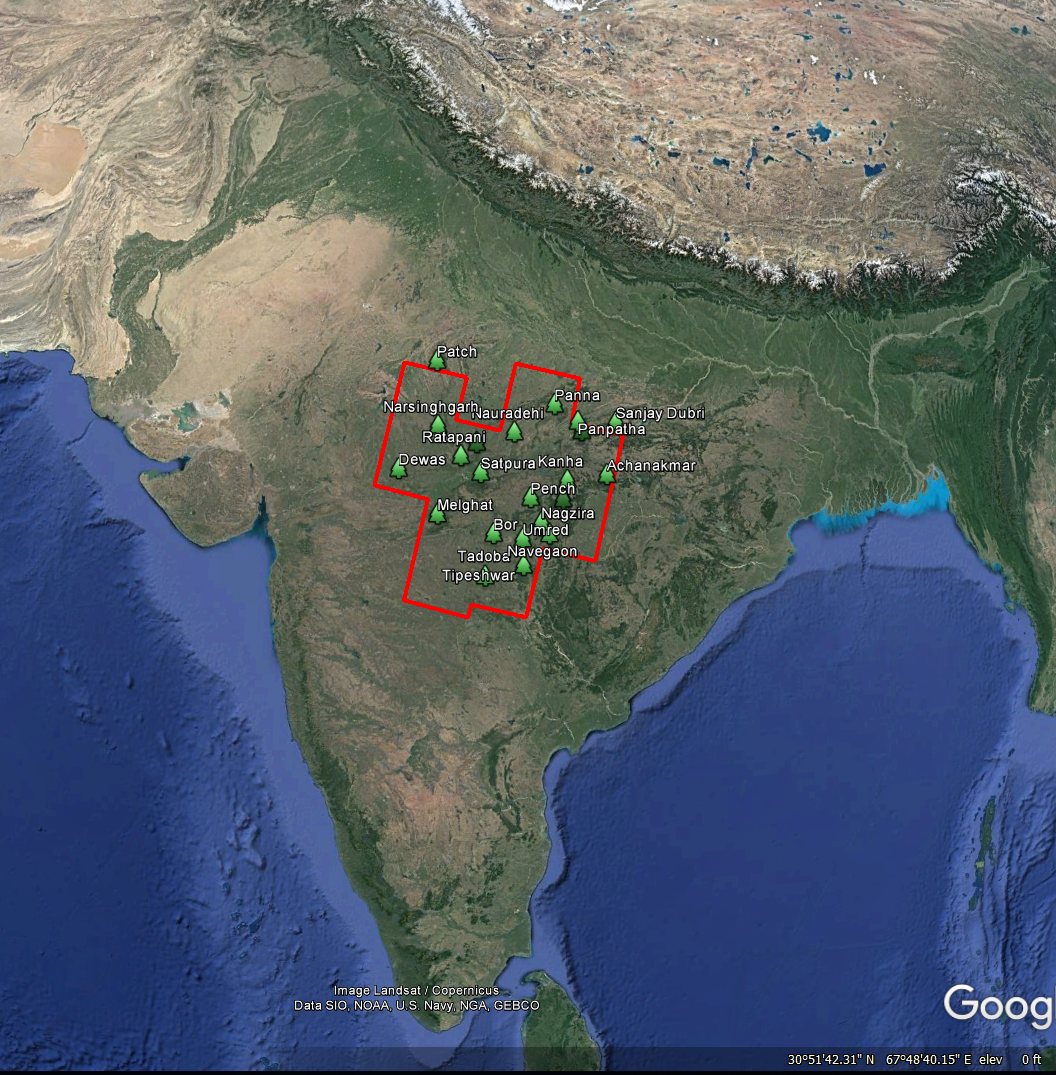 Patch
Panna
Narsinghgarh
Nauradehi
Sanjay Dubri
Panpatha
Ratapani
Dewas
Satpura
Kanha
Achanakmar
Pench
Melghat
Nagzira
Bor
Umred
Tadoba
Navegaon
Tipeshwar
Image Landsat / Copernicus
Data SIO, NOAA, U.S. Navy, NGA, GEBCO
Goog
30°51'42.31" N 67°48'40.15" E elev 0 ft